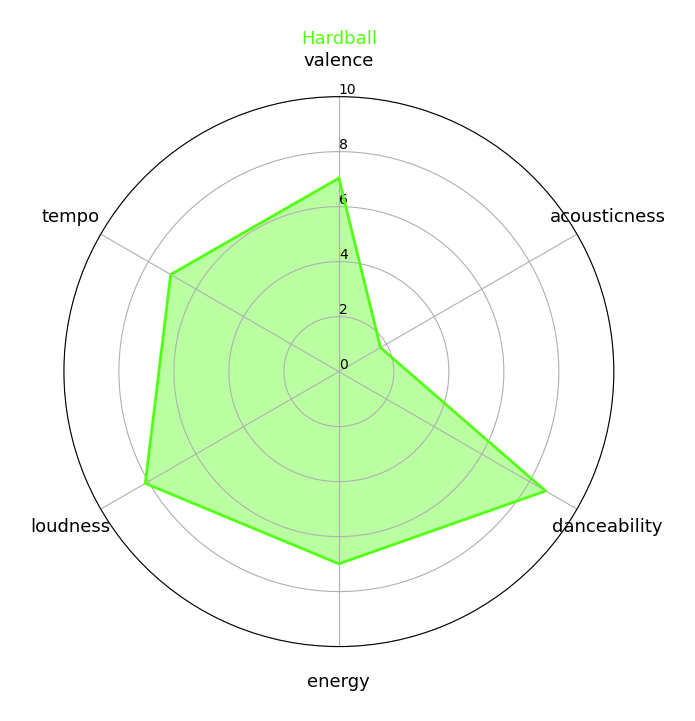 Hardball
valence
10
8
tempo
6
acousticness
4
2
0
loudness
danceability
energy